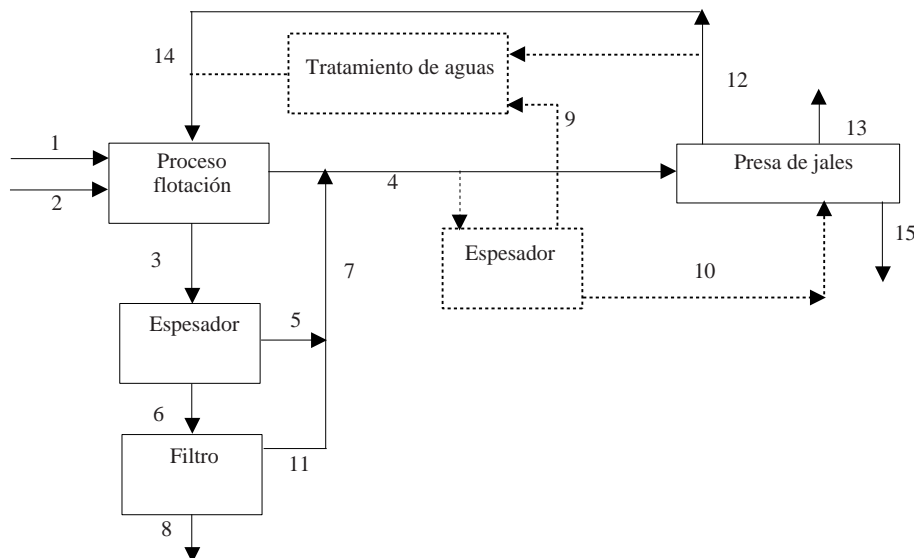 14
Tratamiento de aguas
12
9
13
1
Proceso
flotación
4
Presa de jales
2
Espesador
15
3
7
10
Espesador
5
6
Filtro
11
8